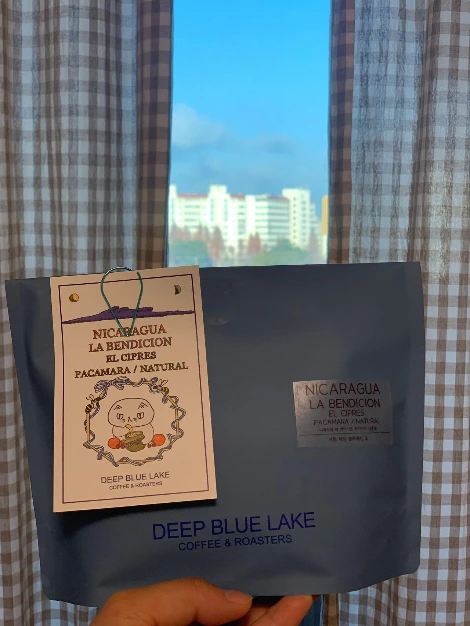 NICARAGUA
LA BENDICION
EL CIPRES
PACAMARA / NATURAL
DEEP BLUE LAKE
COFFEE & ROASTERS
NICARAGUA
LA BENDICION
EL CIPRES
PACAMARA / NATURAL
DEEP BLUE LAKE
COFFEE & ROASTERS